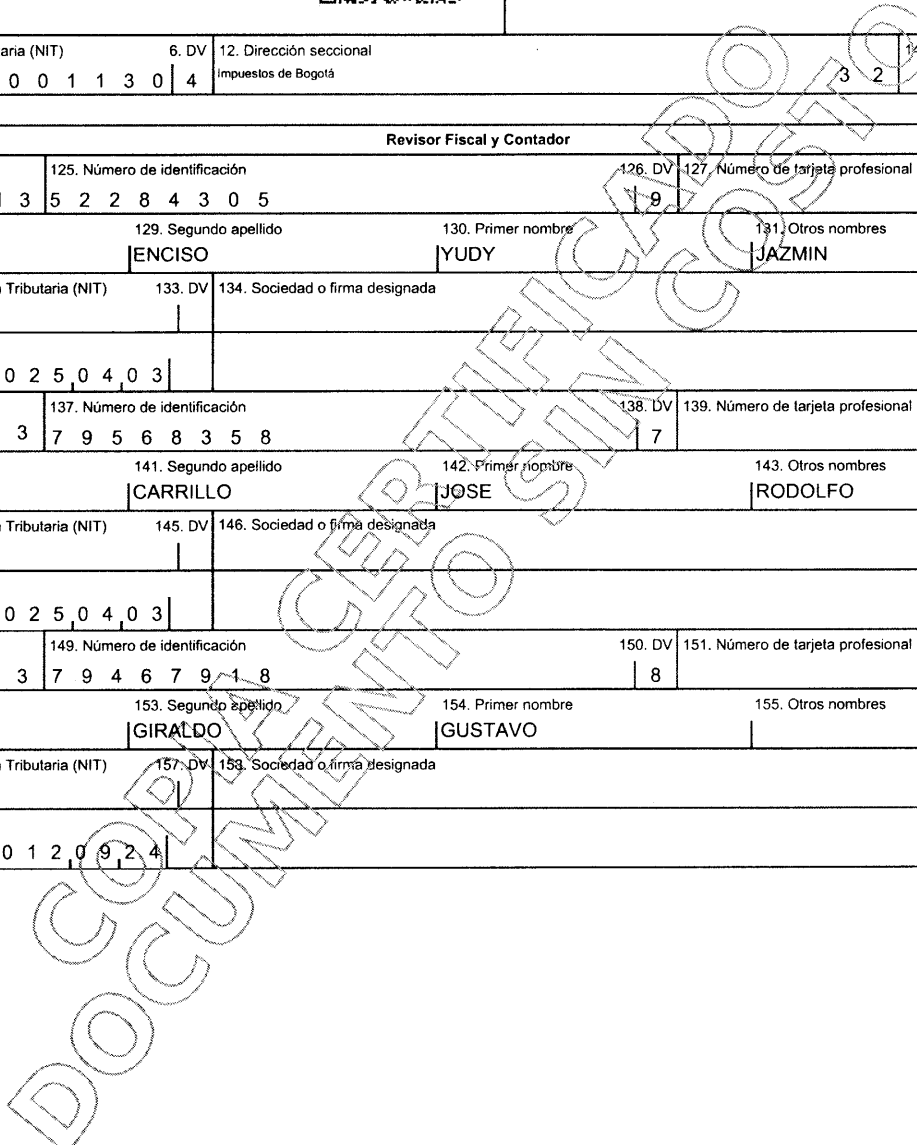 aria (NIT) 6. DV 12. Dirección seccional
0 0 1 1 3 0 4 Impuestos de Bogotá 3 2
Revisor Fiscal y Contador
125. Número de identificación 126. DV 127. Número de tarjeta profesional
3 5 2 2 8 4 3 0 5 9
129. Segundo apellido 130. Primer nombre 131. Otros nombres
ENCISO YUDY JAZMIN
Tributaria (NIT) 133. DV 134. Sociedad o firma designada
0 2 5 0 4 0 3
137. Número de identificación 138. DV 139. Número de tarjeta profesional
3 7 9 5 6 8 3 5 8 7
141. Segundo apellido 142. Primer nombre 143. Otros nombres
CARRILLO JOSE RODOLFO
Tributaria (NIT) 145. DV 146. Sociedad o firma designada
0 2 5 0 4 0 3
149. Número de identificación 150. DV 151. Número de tarjeta profesional
3 7 9 4 6 7 9 1 8 8
153. Segundo apellido 154. Primer nombre 155. Otros nombres
GIRALDO GUSTAVO
Tributaria (NIT) 157. DV 158. Sociedad o firma designada
0 1 2 0 9 2 4
COPIA CERTIFICADO
DOCUMENTO SIN COSTO